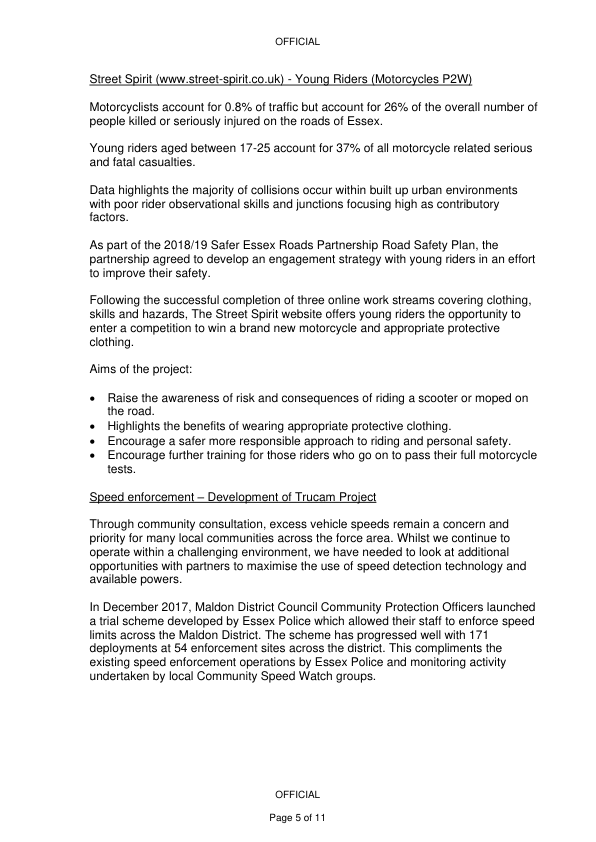 OFFICIAL
Street Spirit (www.street-spirit.co.uk) - Young Riders (Motorcycles P2W)
Motorcyclists account for 0.8% of traffic but account for 26% of the overall number of
people killed or seriously injured on the roads of Essex.
Young riders aged between 17-25 account for 37% of all motorcycle related serious
and fatal casualties.
Data highlights the majority of collisions occur within built up urban environments
with poor rider observational skills and junctions focusing high as contributory
factors.
As part of the 2018/19 Safer Essex Roads Partnership Road Safety Plan, the
partnership agreed to develop an engagement strategy with young riders in an effort
to improve their safety.
Following the successful completion of three online work streams covering clothing,
skills and hazards, The Street Spirit website offers young riders the opportunity to
enter a competition to win a brand new motorcycle and appropriate protective
clothing.
Aims of the project:
• Raise the awareness of risk and consequences of riding a scooter or moped on
the road.
• Highlights the benefits of wearing appropriate protective clothing.
• Encourage a safer more responsible approach to riding and personal safety.
• Encourage further training for those riders who go on to pass their full motorcycle
tests.
Speed enforcement – Development of Trucam Project
Through community consultation, excess vehicle speeds remain a concern and
priority for many local communities across the force area. Whilst we continue to
operate within a challenging environment, we have needed to look at additional
opportunities with partners to maximise the use of speed detection technology and
available powers.
In December 2017, Maldon District Council Community Protection Officers launched
a trial scheme developed by Essex Police which allowed their staff to enforce speed
limits across the Maldon District. The scheme has progressed well with 171
deployments at 54 enforcement sites across the district. This compliments the
existing speed enforcement operations by Essex Police and monitoring activity
undertaken by local Community Speed Watch groups.
OFFICIAL
Page 5 of 11